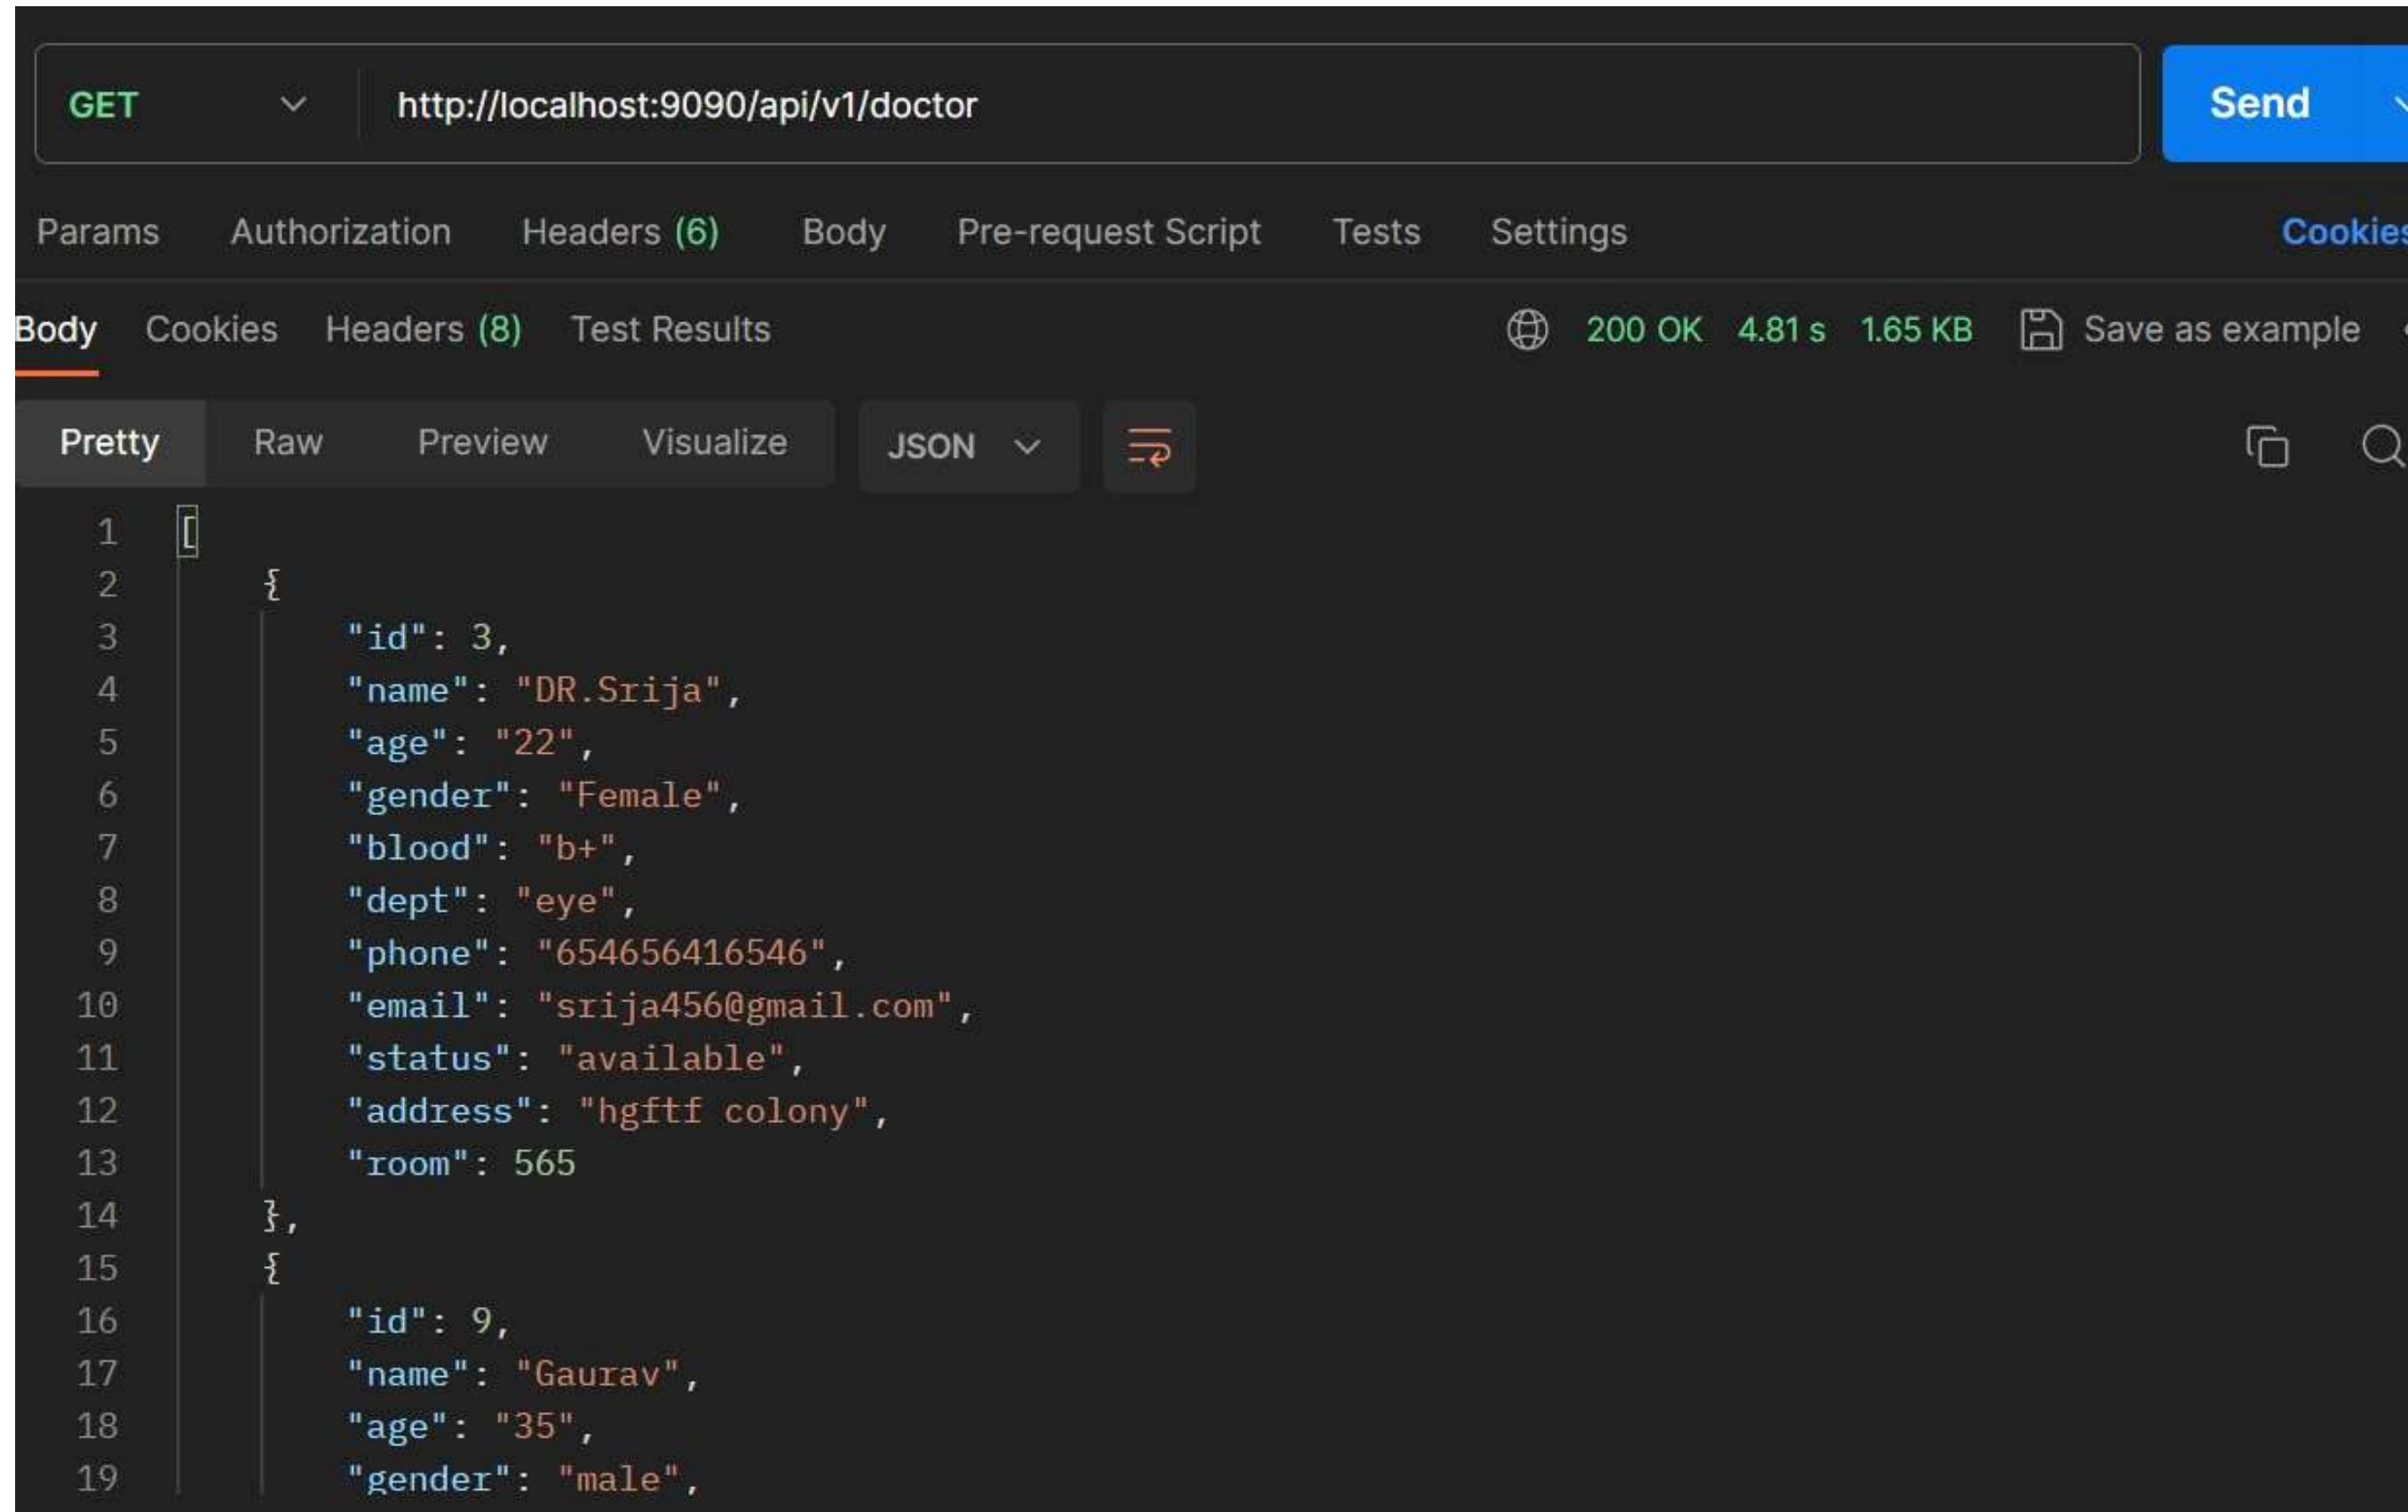 GET http://localhost:9090/api/v1/doctor Send
Params Authorization Headers (6) Body Pre-request Script Tests Settings Cookies
Body Cookies Headers (8) Test Results 200 OK 4.81 s 1.65 KB Save as example
Pretty Raw Preview Visualize JSON
1 [
2 {
3 "id": 3,
4 "name": "DR.Srija",
5 "age": "22",
6 "gender": "Female",
7 "blood": "b+",
8 "dept": "eye",
9 "phone": "654656416546",
10 "email": "srija456@gmail.com",
11 "status": "available",
12 "address": "hgftf colony",
13 "room": 565
14 },
15 {
16 "id": 9,
17 "name": "Gaurav",
18 "age": "35",
19 "gender": "male",